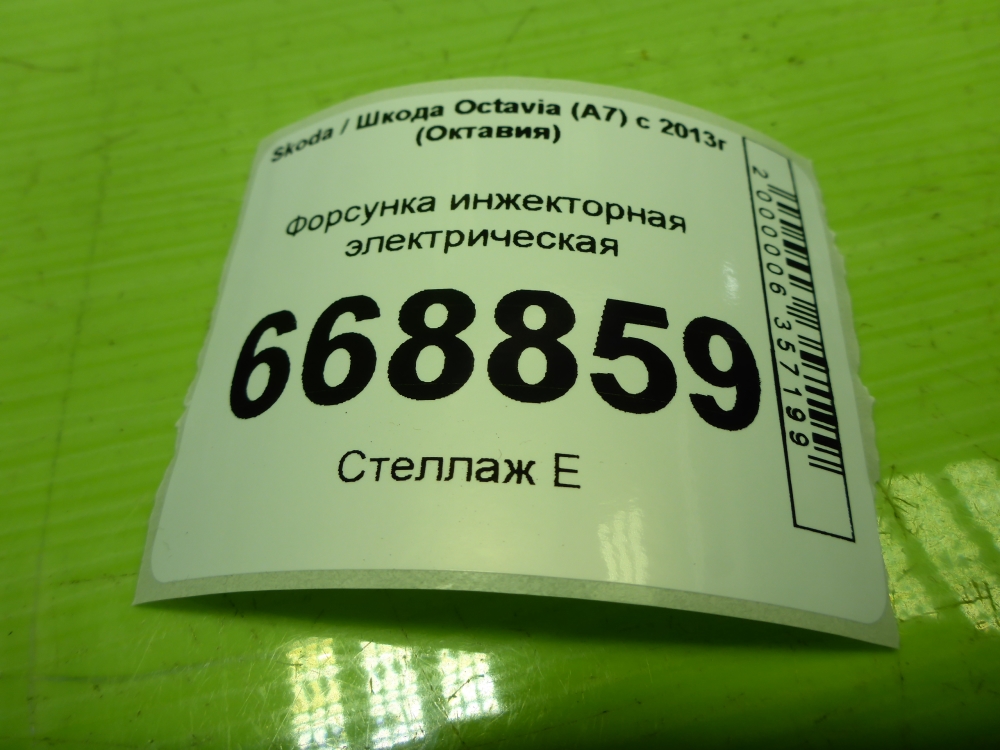 Skoda / Шкода Octavia (A7) с 2013г
(Октавия)
Форсунка инжекторная
электрическая
668859
Стеллаж Е
2000006357199